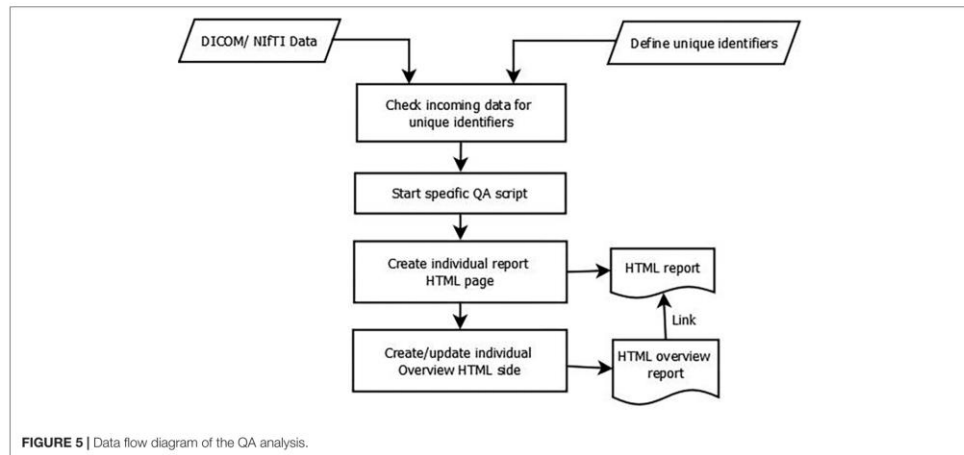 DICOM/ NIfTI Data
Define unique identifiers
Check incoming data for
unique identifiers
Start specific QA script
Create individual report
HTML page
HTML report
Link
Create/update individual
Overview HTML side
HTML overview
report
FIGURE 5 | Data flow diagram of the QA analysis.